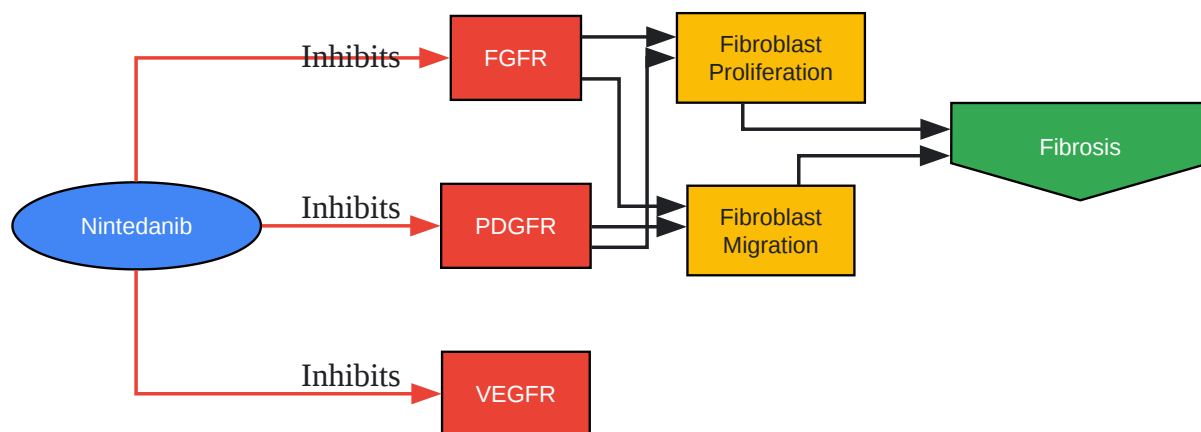 Inhibits
FGFR
Fibroblast
Proliferation
Fibrosis
Nintedanib
Inhibits
PDGFR
Fibroblast
Migration
Inhibits
VEGFR